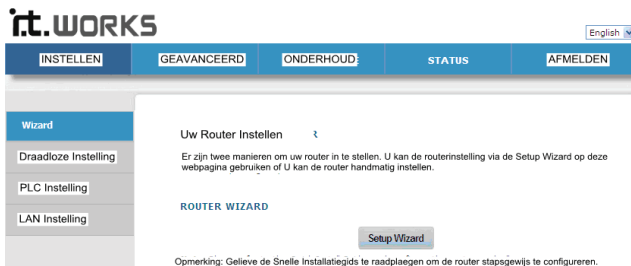 i.t.WORKS
English
INSTELLEN GEAVANCEERD ONDERHOUD STATUS AFMELDEN
Wizard
Draadloze Instelling
PLC Instelling
LAN Instelling
Uw Router Instellen
Er zijn twee manieren om uw router in te stellen. U kan de routerinstelling via de Setup Wizard op deze
webpagina gebruiken of U kan de router handmatig instellen.
ROUTER WIZARD
Setup Wizard
Opmerking: Gelieve de Snelle Installatiegids te raadplaegen om de router stapsgewijs te configureren.